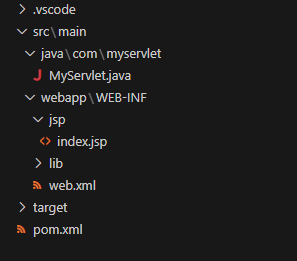 .vscode
src\main
java\com\myservlet
MyServlet.java
webapp\WEB-INF
jsp
index.jsp
lib
web.xml
target
pom.xml